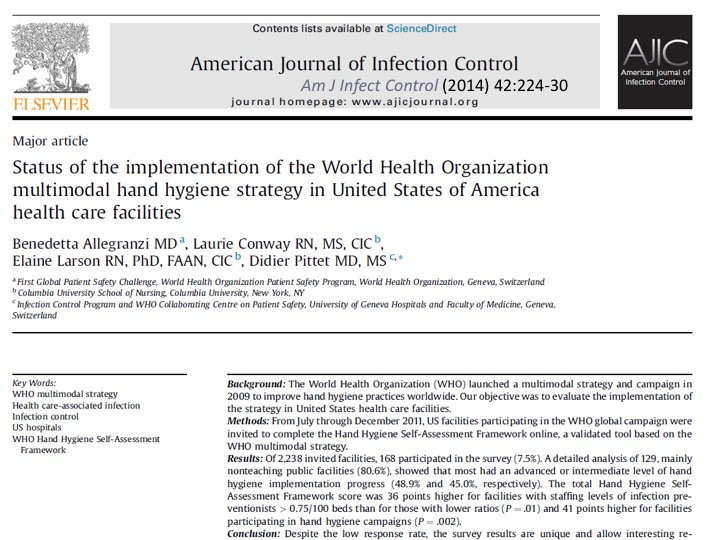 Contents lists available at ScienceDirect
American Journal of Infection Control
Am J Infect Control (2014) 42:224-30
journal homepage: www.ajicjournal.org
ELSEVIER
AJIC
American Journal of
Infection Control
Major article
Status of the implementation of the World Health Organization
multimodal hand hygiene strategy in United States of America
health care facilities
Benedetta Allegranzi MD a, Laurie Conway RN, MS, CIC b,
Elaine Larson RN, PhD, FAAN, CIC b, Didier Pittet MD, MS c,*
a First Global Patient Safety Challenge, World Health Organization Patient Safety Program, World Health Organization, Geneva, Switzerland
b Columbia University School of Nursing, Columbia University, New York, NY
c Infection Control Program and WHO Collaborating Centre on Patient Safety, University of Geneva Hospitals and Faculty of Medicine, Geneva,
Switzerland
Key Words:
WHO multimodal strategy
Health care-associated infection
Infection control
US hospitals
WHO Hand Hygiene Self-Assessment
Framework
Background: The World Health Organization (WHO) launched a multimodal strategy and campaign in
2009 to improve hand hygiene practices worldwide. Our objective was to evaluate the implementation of
the strategy in United States health care facilities.
Methods: From July through December 2011, US facilities participating in the WHO global campaign were
invited to complete the Hand Hygiene Self-Assessment Framework online, a validated tool based on the
WHO multimodal strategy.
Results: Of 2,238 invited facilities, 168 participated in the survey (7.5%). A detailed analysis of 129, mainly
nonteaching public facilities (80.6%), showed that most had an advanced or intermediate level of hand
hygiene implementation progress (48.9% and 45.0%, respectively). The total Hand Hygiene Self-
Assessment Framework score was 36 points higher for facilities with staffing levels of infection pre-
ventionists > 0.75/100 beds than for those with lower ratios (P = .01) and 41 points higher for facilities
participating in hand hygiene campaigns (P = .002).
Conclusion: Despite the low response rate, the survey results are unique and allow interesting re-